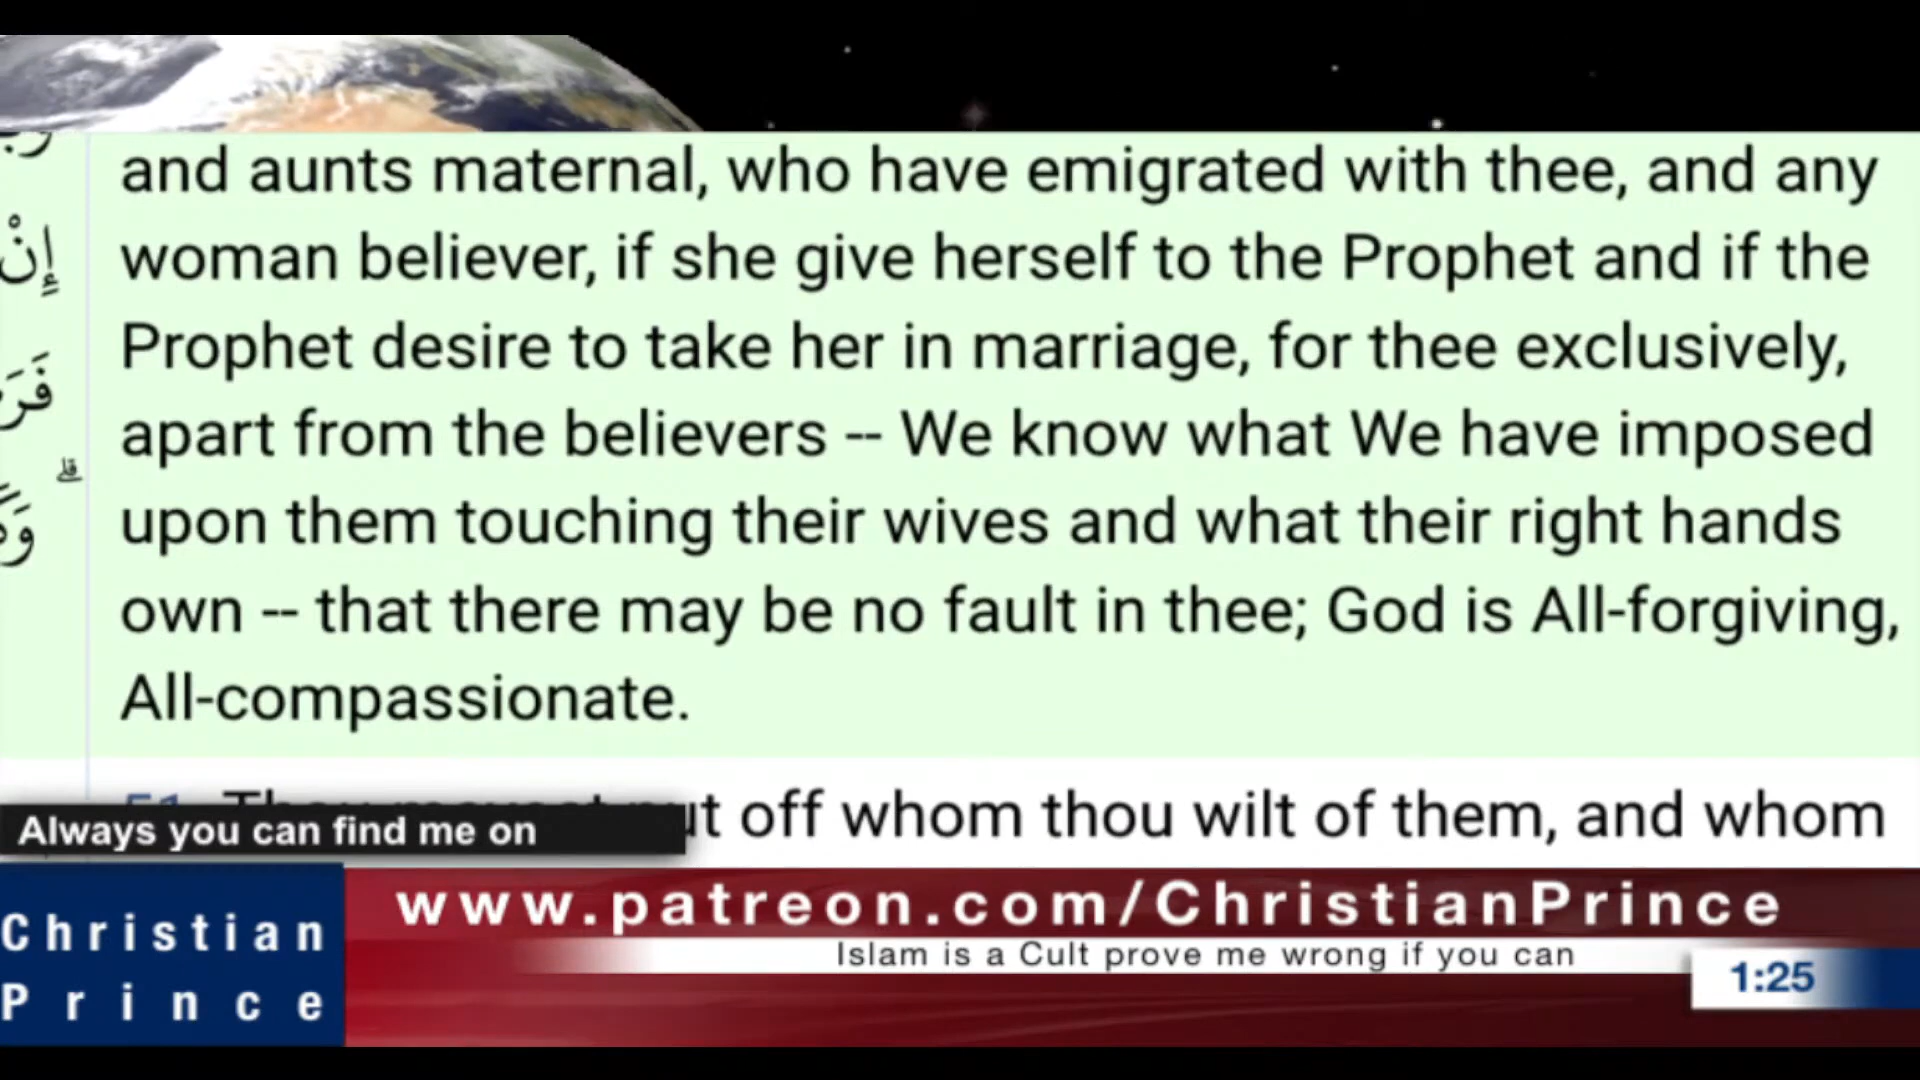 and aunts maternal, who have emigrated with thee, and any
إِنْ woman believer, if she give herself to the Prophet and if the
Prophet desire to take her in marriage, for thee exclusively,
apart from the believers -- We know what We have imposed
upon them touching their wives and what their right hands
own -- that there may be no fault in thee; God is All-forgiving,
All-compassionate.
off whom thou wilt of them, and whom
Always you can find me on
www.patreon.com/ChristianPrince
Christian
Prince
Islam is a Cult prove me wrong if you can
1:25